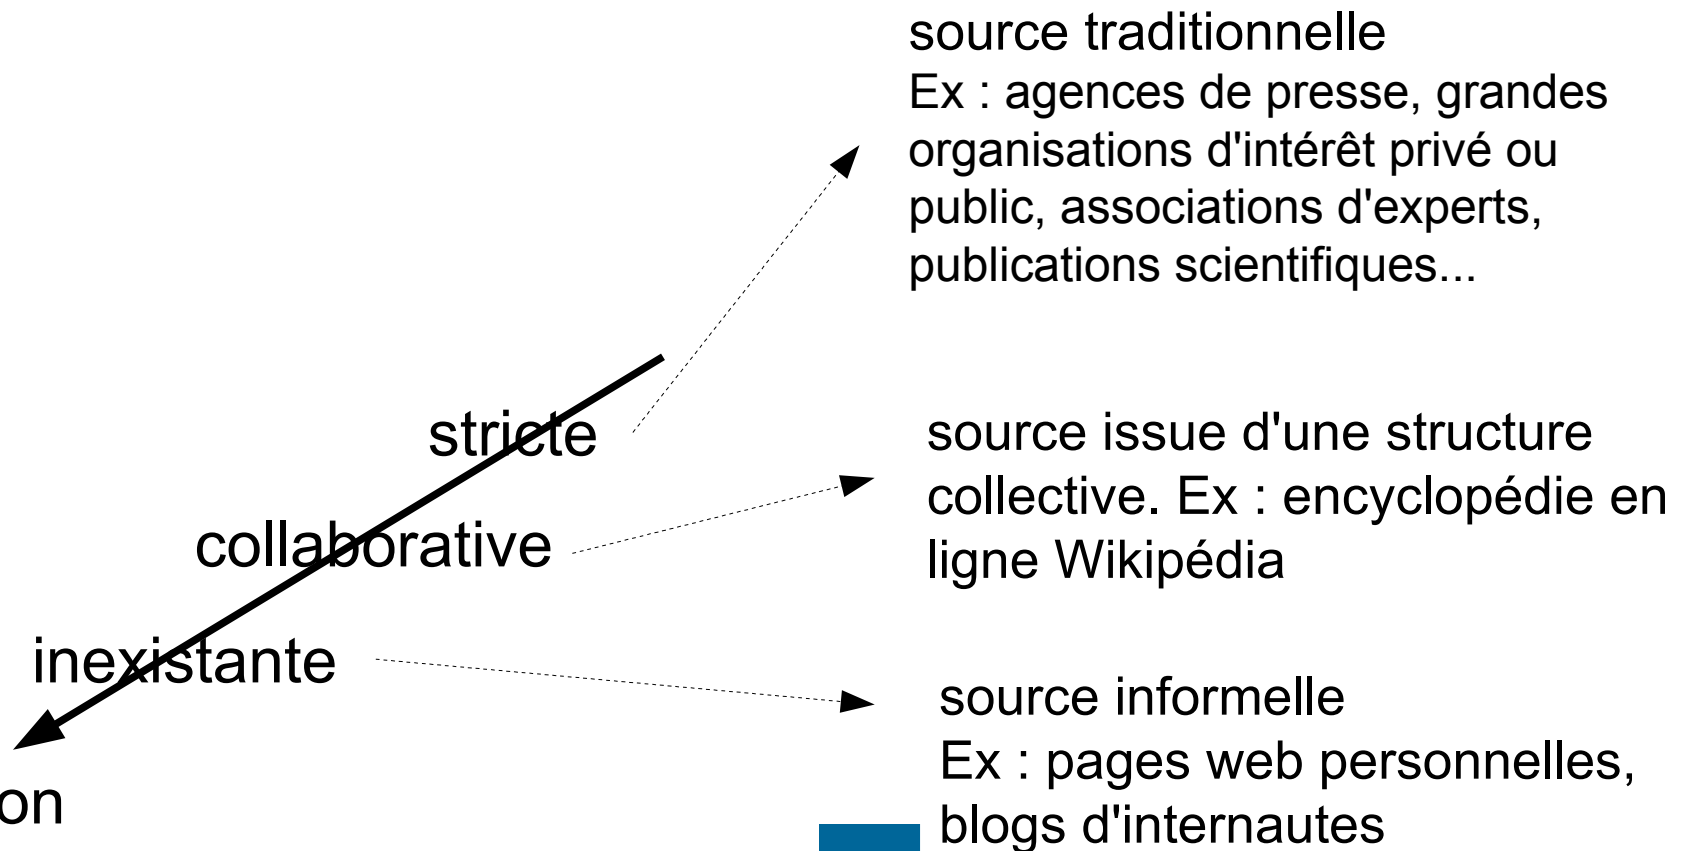 source traditionnelle
Ex : agences de presse, grandes
organisations d'intérêt privé ou
public, associations d'experts,
publications scientifiques...
stricte
source issue d'une structure
collective. Ex : encyclopédie en
ligne Wikipédia
collaborative
inexistante
source informelle
Ex : pages web personnelles,
blogs d'internautes
on